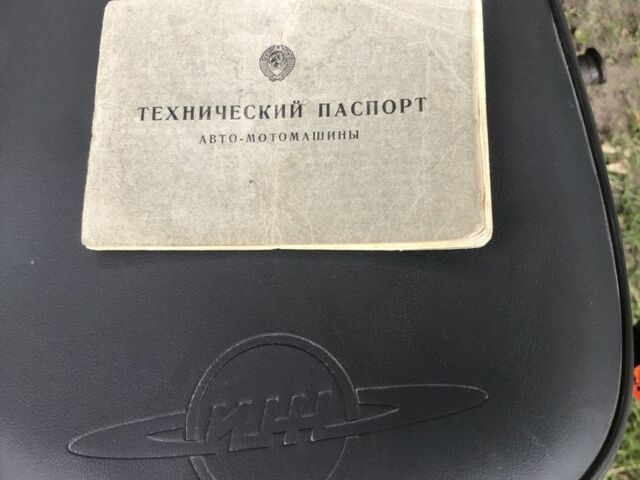 ТЕХНИЧЕСКИЙ ПАСПОРТ
АВТО-МОТОМАШИНЫ
ИЖ